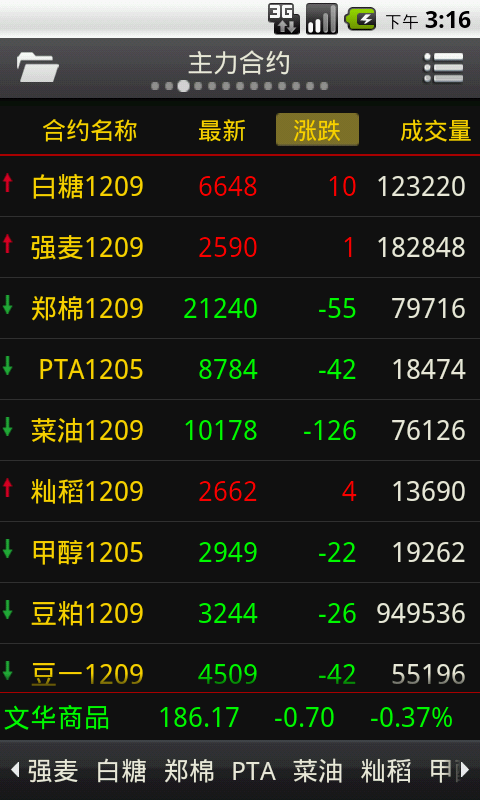 3G 下午 3:16
主力合约
合约名称 最新 涨跌 成交量
白糖1209 6648 10 123220
强麦1209 2590 1 182848
郑棉1209 21240 -55 79716
PTA1205 8784 -42 18474
菜油1209 10178 -126 76126
籼稻1209 2662 4 13690
甲醇1205 2949 -22 19262
豆粕1209 3244 -26 949536
豆一1209 4509 -42 55196
文华商品 186.17 -0.70 -0.37%
强麦 白糖 郑棉 PTA 菜油 籼稻 甲